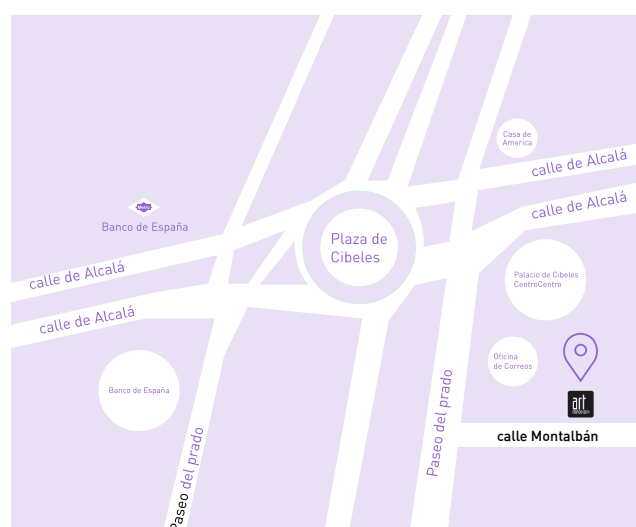 Casa de
America
calle de Alcalá
calle de Alcalá
Metro
Banco de España
Plaza de
Cibeles
calle de Alcalá
calle de Alcalá
Palacio de Cibeles
CentroCentro
Oficina
de Correos
Banco de España
art
Paseo del prado
Paseo del prado
calle Montalbán